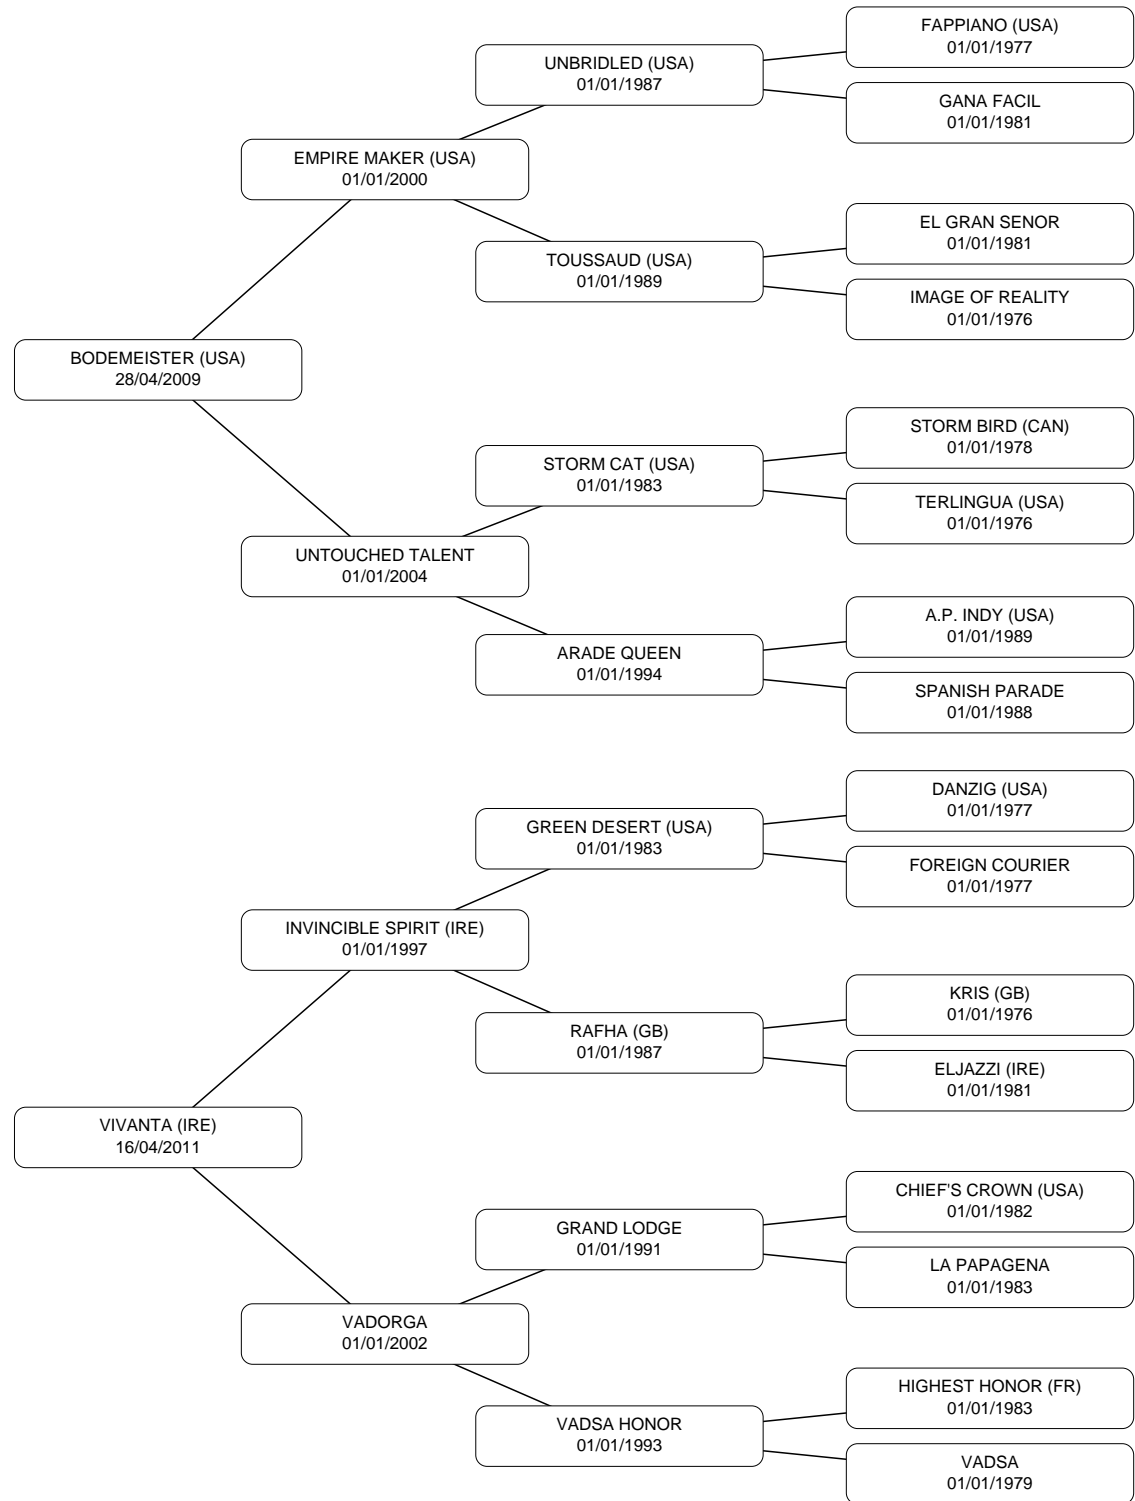 FAPPIANO (USA)
01/01/1977
UNBRIDLED (USA)
01/01/1987
GANA FACIL
01/01/1981
EMPIRE MAKER (USA)
01/01/2000
EL GRAN SENOR
01/01/1981
TOUSSAUD (USA)
01/01/1989
IMAGE OF REALITY
01/01/1976
BODEMEISTER (USA)
28/04/2009
STORM BIRD (CAN)
01/01/1978
STORM CAT (USA)
01/01/1983
TERLINGUA (USA)
01/01/1976
UNTOUCHED TALENT
01/01/2004
A.P. INDY (USA)
01/01/1989
ARADE QUEEN
01/01/1994
SPANISH PARADE
01/01/1988
DANZIG (USA)
01/01/1977
GREEN DESERT (USA)
01/01/1983
FOREIGN COURIER
01/01/1977
INVINCIBLE SPIRIT (IRE)
01/01/1997
KRIS (GB)
01/01/1976
RAFHA (GB)
01/01/1987
ELJAZZI (IRE)
01/01/1981
VIVANTA (IRE)
16/04/2011
CHIEF'S CROWN (USA)
01/01/1982
GRAND LODGE
01/01/1991
LA PAPAGENA
01/01/1983
VADORGA
01/01/2002
HIGHEST HONOR (FR)
01/01/1983
VADSA HONOR
01/01/1993
VADSA
01/01/1979